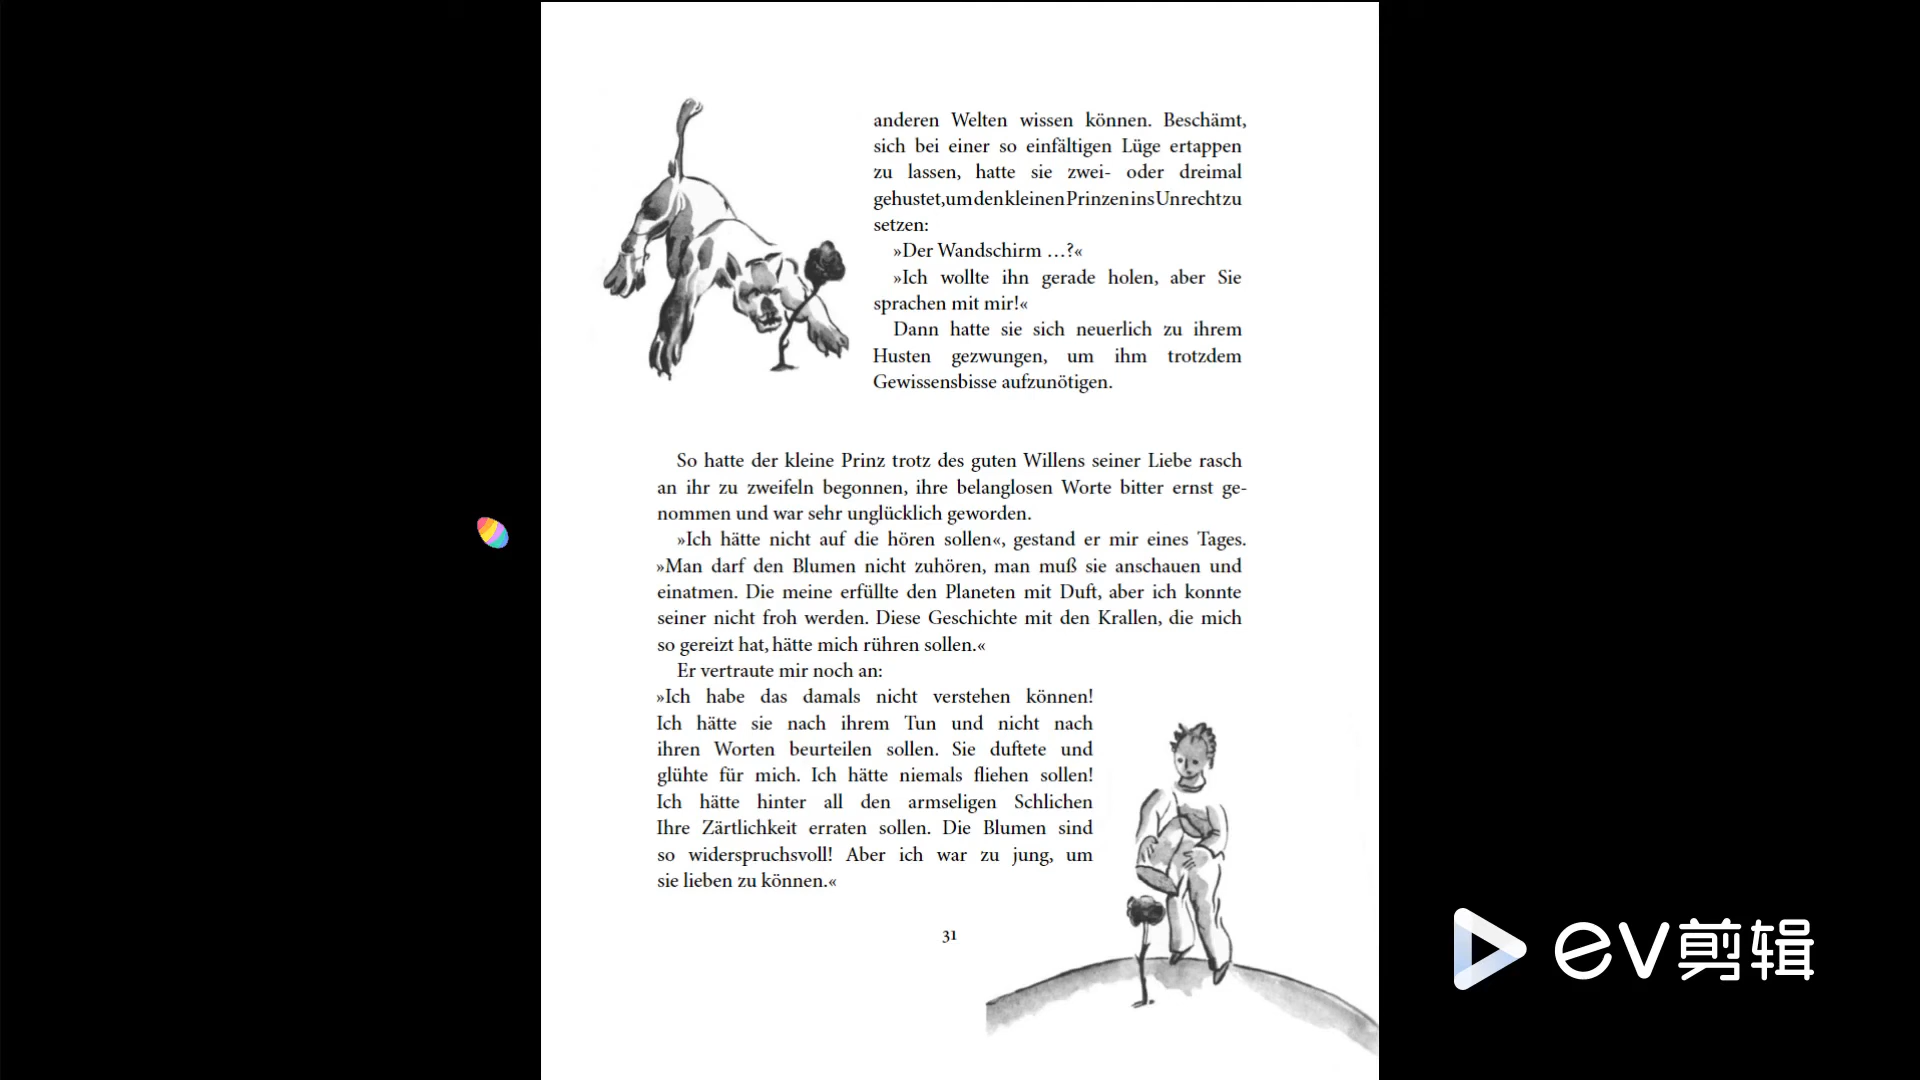 anderen Welten wissen können. Beschämt,
sich bei einer so einfältigen Lüge ertappen
zu lassen, hatte sie zwei- oder dreimal
gehustet,umdenkleinenPrinzeninsUnrechtzu
setzen:
»Der Wandschirm …?«
»Ich wollte ihn gerade holen, aber Sie
sprachen mit mir!«
Dann hatte sie sich neuerlich zu ihrem
Husten gezwungen, um ihm trotzdem
Gewissensbisse aufzunötigen.
So hatte der kleine Prinz trotz des guten Willens seiner Liebe rasch
an ihr zu zweifeln begonnen, ihre belanglosen Worte bitter ernst ge-
nommen und war sehr unglücklich geworden.
»Ich hätte nicht auf die hören sollen«, gestand er mir eines Tages.
»Man darf den Blumen nicht zuhören, man muß sie anschauen und
einatmen. Die meine erfüllte den Planeten mit Duft, aber ich konnte
seiner nicht froh werden. Diese Geschichte mit den Krallen, die mich
so gereizt hat, hätte mich rühren sollen.«
Er vertraute mir noch an:
»Ich habe das damals nicht verstehen können!
Ich hätte sie nach ihrem Tun und nicht nach
ihren Worten beurteilen sollen. Sie duftete und
glühte für mich. Ich hätte niemals fliehen sollen!
Ich hätte hinter all den armseligen Schlichen
Ihre Zärtlichkeit erraten sollen. Die Blumen sind
so widerspruchsvoll! Aber ich war zu jung, um
sie lieben zu können.«
31
eV剪辑